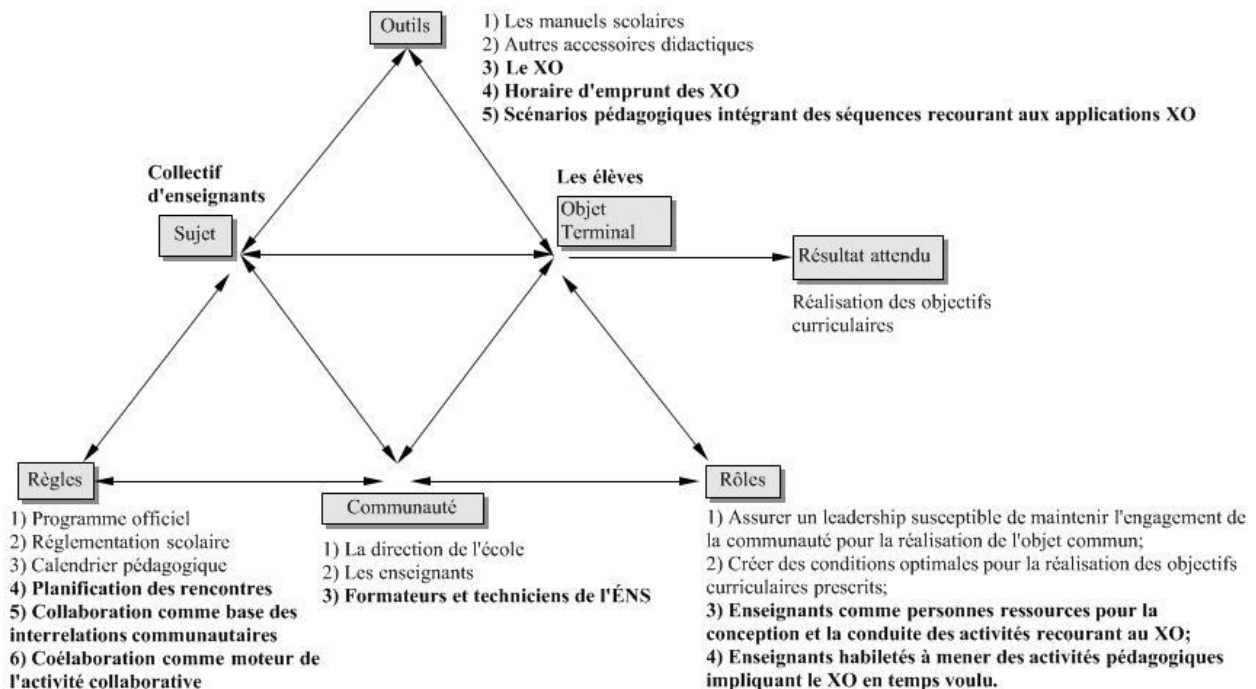 Outils
1) Les manuels scolaires
2) Autres accessoires didactiques
3) Le XO
4) Horaire d'emprunt des XO
5) Scénarios pédagogiques intégrant des séquences recourant aux applications XO
Collectif
d'enseignants
Sujet
Les élèves
Objet
Terminal
Résultat attendu
Réalisation des objectifs
curriculaires
Règles
1) Programme officiel
2) Réglementation scolaire
3) Calendrier pédagogique
4) Planification des rencontres
5) Collaboration comme base des
interrelations communautaires
6) Coélaboration comme moteur de
l'activité collaborative
Communauté
1) La direction de l'école
2) Les enseignants
3) Formateurs et techniciens de l'ÉNS
Rôles
1) Assurer un leadership susceptible de maintenir l'engagement de
la communauté pour la réalisation de l'objet commun;
2) Créer des conditions optimales pour la réalisation des objectifs
curriculaires prescrits;
3) Enseignants comme personnes ressources pour la
conception et la conduite des activités recourant au XO;
4) Enseignants habiletés à mener des activités pédagogiques
impliquant le XO en temps voulu.